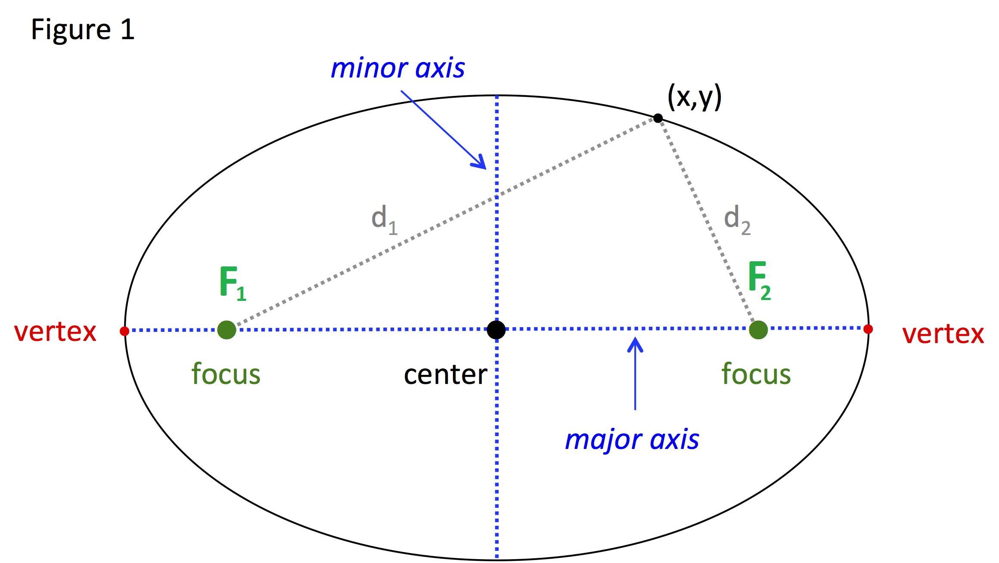 Figure 1
minor axis
(x,y)
d1
d2
F1
F2
vertex
vertex
focus
center
focus
major axis